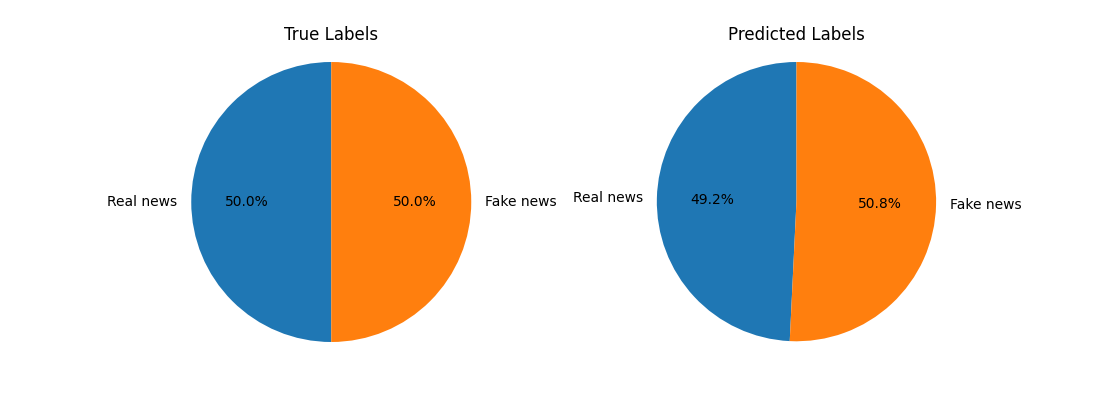 True Labels
Real news
50.0%
50.0%
Fake news
Predicted Labels
Real news
49.2%
50.8%
Fake news